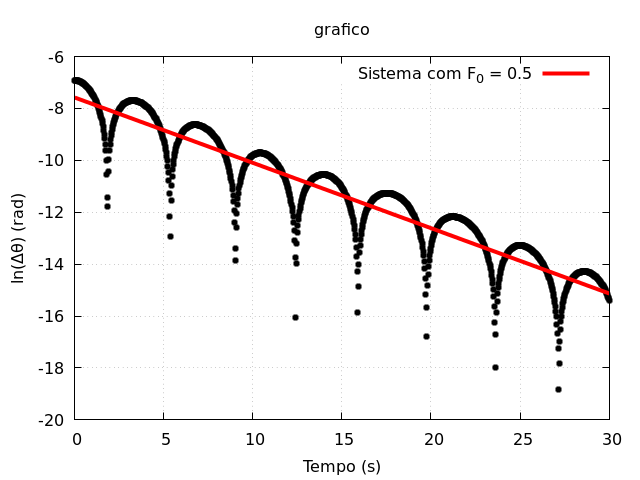 grafico
Sistema com F₀ = 0.5
-6
-8
-10
-12
-14
-16
-18
-20
ln(Δθ) (rad)
0 5 10 15 20 25 30
Tempo (s)